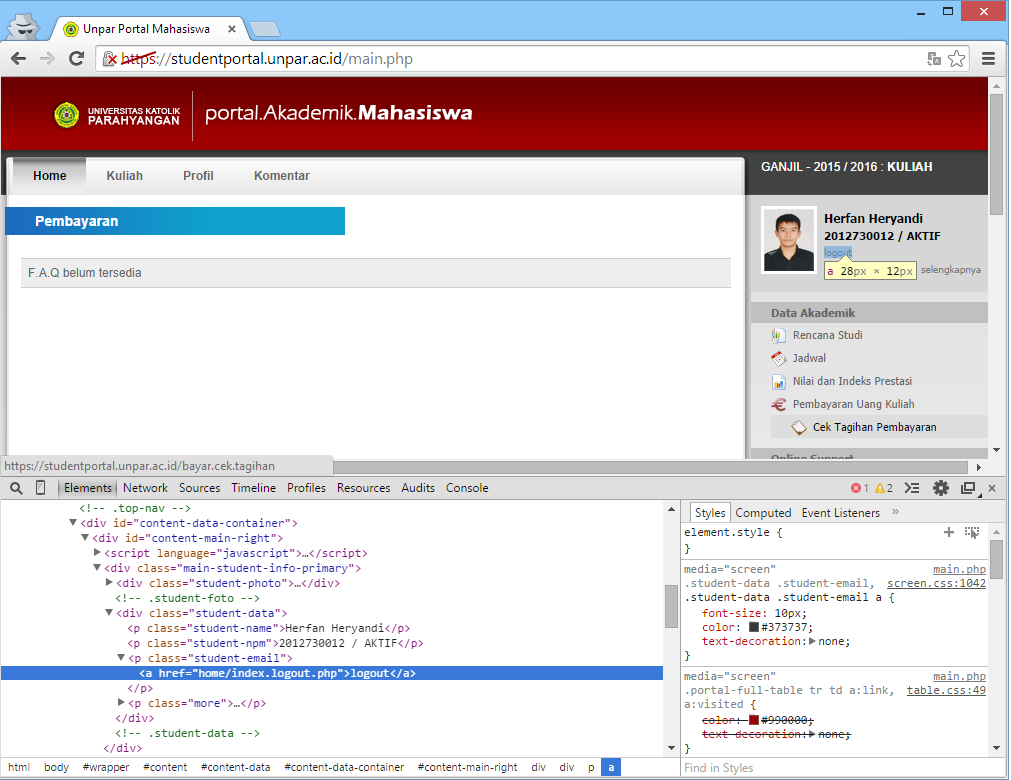 Unpar Portal Mahasiswa
https://studentportal.unpar.ac.id/main.php
UNIVERSITAS KATOLIK
PARAHYANGAN
portal.Akademik.Mahasiswa
Home Kuliah Profil Komentar
GANJIL - 2015 / 2016 : KULIAH
Pembayaran
F.A.Q belum tersedia
Herfan Heryandi
2012730012 / AKTIF
logout
a 28px × 12px
selengkapnya
Data Akademik
Rencana Studi
Jadwal
Nilai dan Indeks Prestasi
Pembayaran Uang Kuliah
Cek Tagihan Pembayaran
Online Support
https://studentportal.unpar.ac.id/bayar.cek.tagihan
Elements Network Sources Timeline Profiles Resources Audits Console
1 2
<!-- .top-nav -->
▼<div id="content-data-container">
▼<div id="content-main-right">
▶<script language="javascript">…</script>
▼<div class="main-student-info-primary">
▶<div class="student-photo">…</div>
<!-- .student-foto -->
▼<div class="student-data">
<p class="student-name">Herfan Heryandi</p>
<p class="student-npm">2012730012 / AKTIF</p>
▼<p class="student-email">
<a href="home/index.logout.php">logout</a>
</p>
▶<p class="more">…</p>
</div>
<!-- .student-data -->
</div>
html body #wrapper #content #content-data #content-data-container #content-main-right div div p a
Styles Computed Event Listeners »
element.style {
}
media="screen" main.php
.student-data .student-email, screen.css:1042
.student-data .student-email a {
font-size: 10px;
color: #373737;
text-decoration:▶none;
}
media="screen" main.php
.portal-full-table tr td a:link, table.css:49
a:visited {
color: #990000;
text-decoration:▶none;
}
Find in Styles